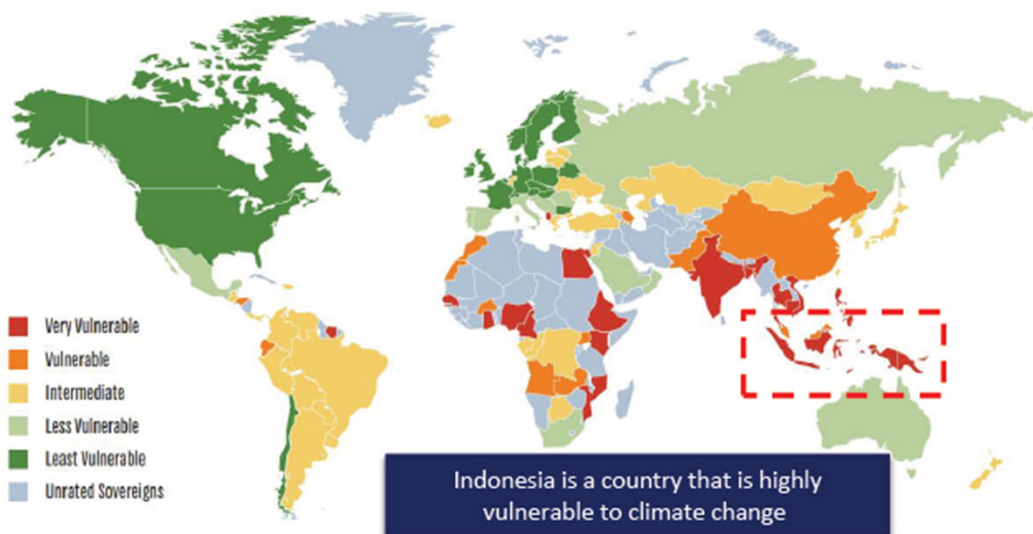 Very Vulnerable
Vulnerable
Intermediate
Less Vulnerable
Least Vulnerable
Unrated Sovereigns
Indonesia is a country that is highly
vulnerable to climate change